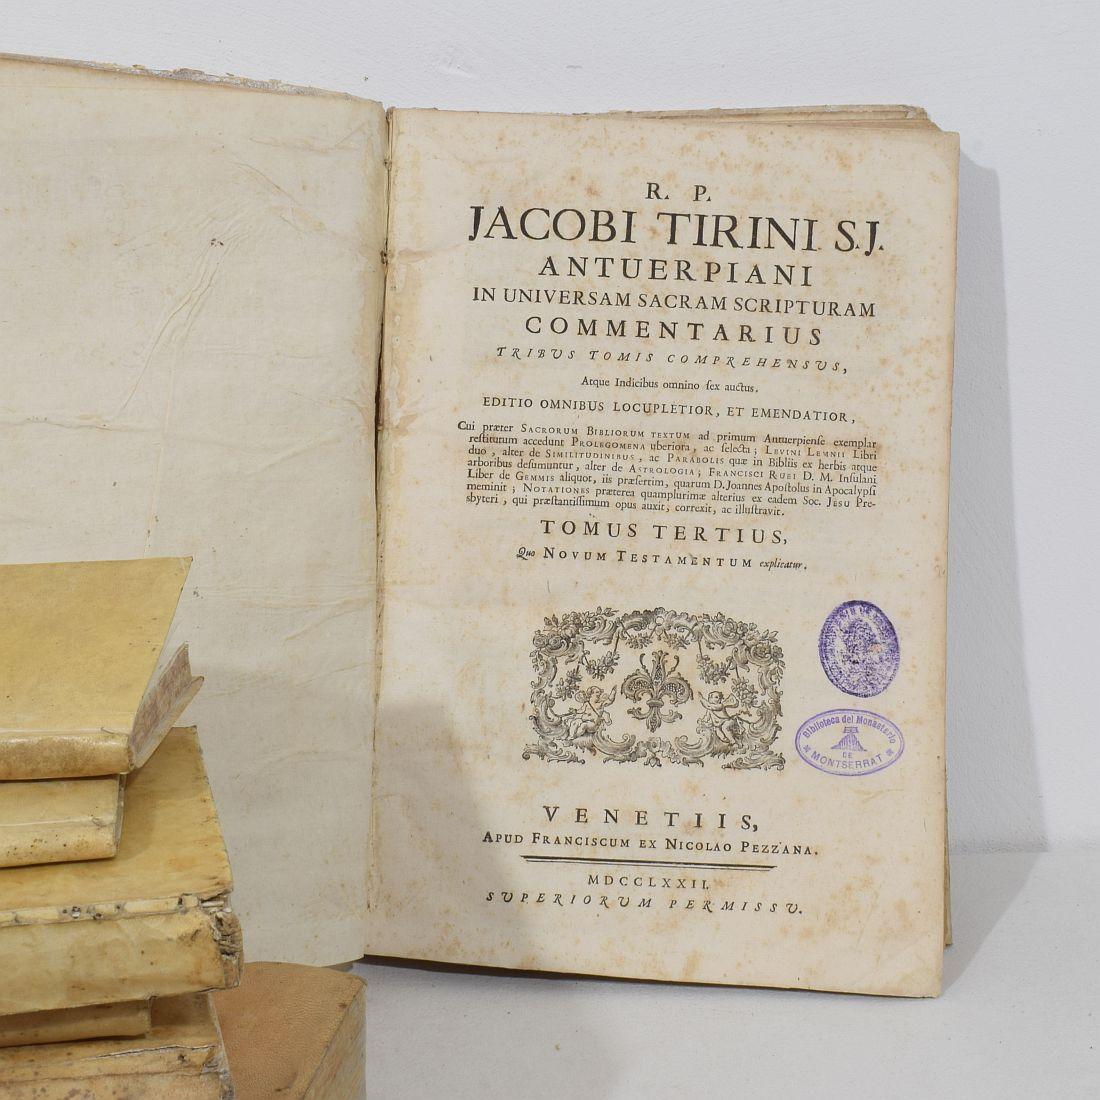 R. P.
JACOBI TIRINI S.J.
ANTUERPIANI
IN UNIVERSAM SACRAM SCRIPTURAM
COMMENTARIUS
TRIBUS TOMIS COMPREHENSUS,
Atque Indicibus omnino sex auctus.
EDITIO OMNIBUS LOCUPLETIOR, ET EMENDATIOR,
Cui præter SACRORUM BIBLIORUM TEXTUM ad primum Antuerpiense exemplar
restitutum accedunt PROLEGOMENA uberiora, ac selecta; LEVINI LEMNII Libri
duo, alter de SIMILITUDINIBUS, ac PARABOLIS quæ in Bibliis ex herbis atque
arboribus desumuntur, alter de ASTROLOGIA; FRANCISCI RUEI D. M. Insulani
Liber de GEMMIS aliquot, iis præsertim, quarum D. Joannes Apostolus in Apocalypsi
meminit; NOTATIONES præterea quamplurimæ alterius ex eadem Soc. JESU Pre-
sbyteri, qui præstantissimum opus auxit, correxit, ac illustravit.
TOMUS TERTIUS,
Quo NOVUM TESTAMENTUM explicatur.
Biblioteca del Monasterio
DE
MONTSERRAT
VENETIIS,
APUD FRANCISCUM EX NICOLAO PEZZANA.
MDCCLXXII.
SUPERIORUM PERMISSU.